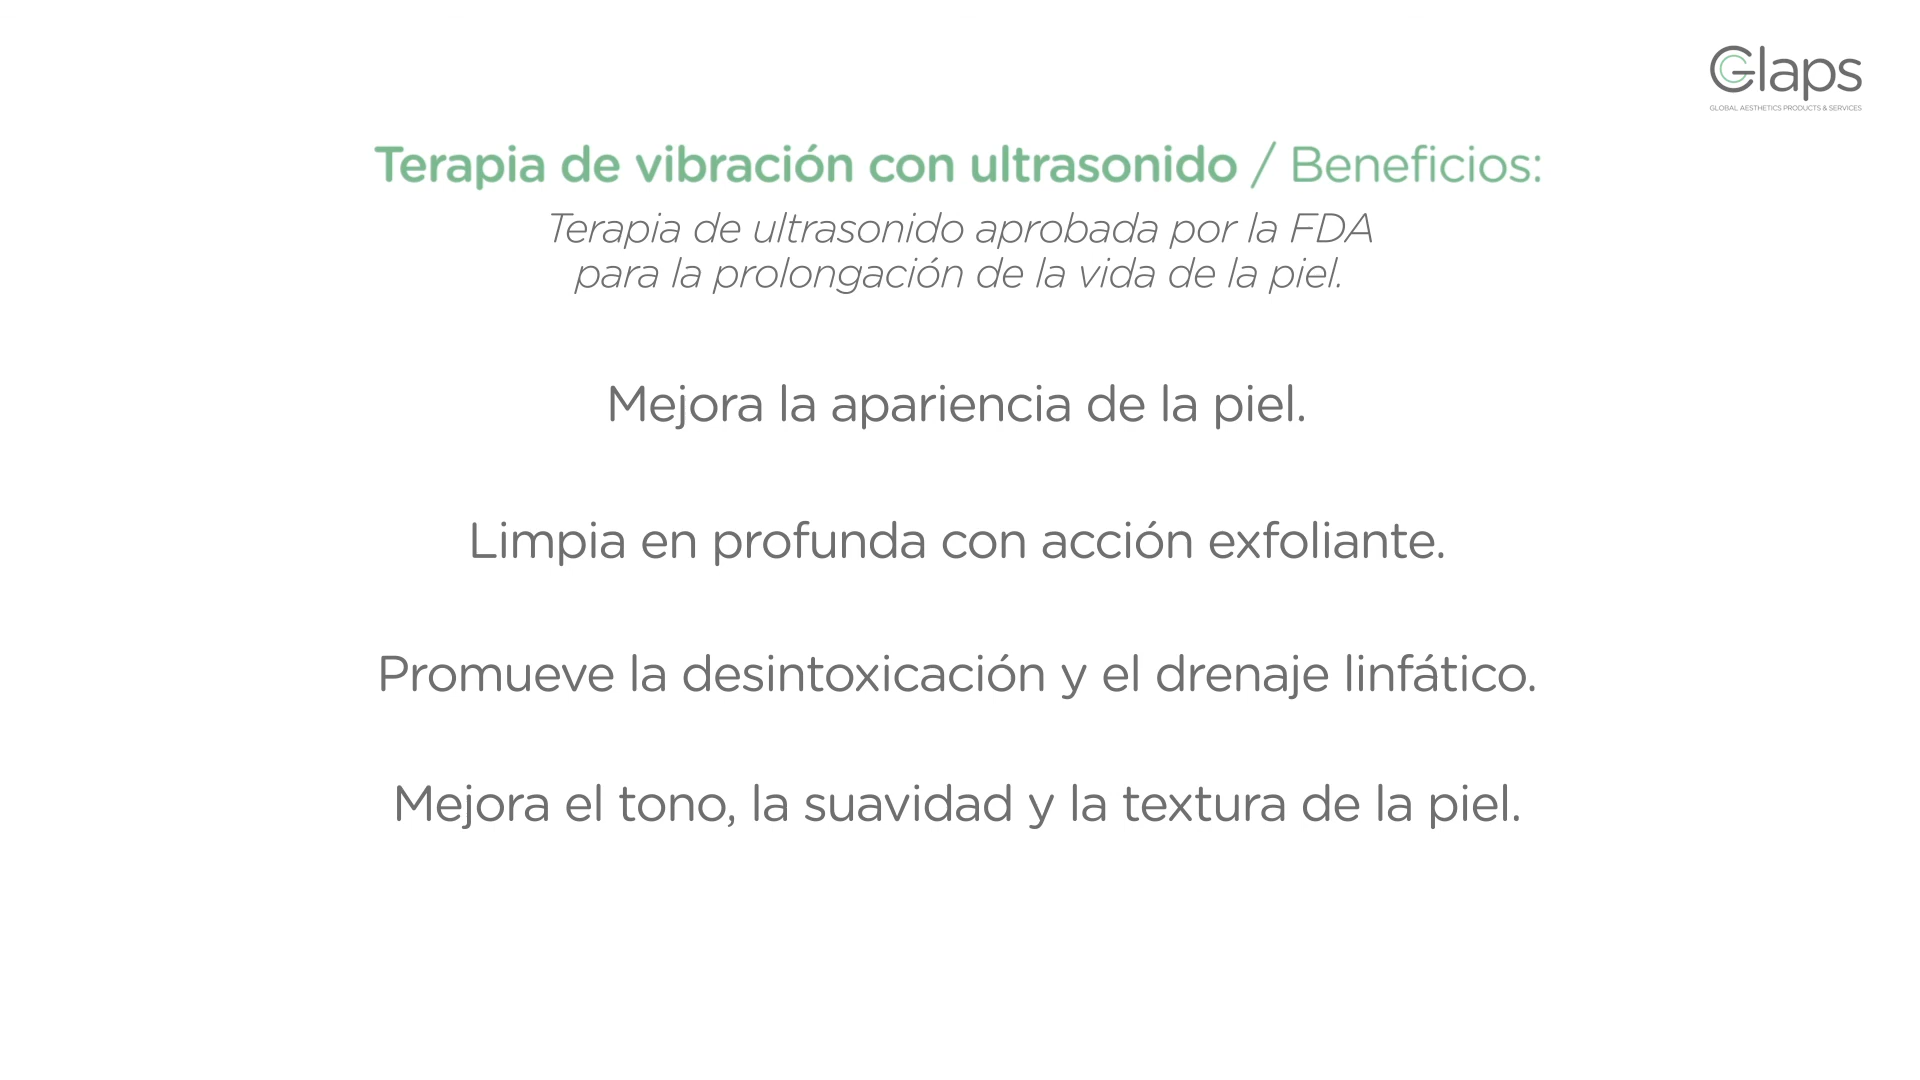 Glaps
GLOBAL AESTHETICS PRODUCTS & SERVICES
Terapia de vibración con ultrasonido / Beneficios:
Terapia de ultrasonido aprobada por la FDA
para la prolongación de la vida de la piel.
Mejora la apariencia de la piel.
Limpia en profunda con acción exfoliante.
Promueve la desintoxicación y el drenaje linfático.
Mejora el tono, la suavidad y la textura de la piel.